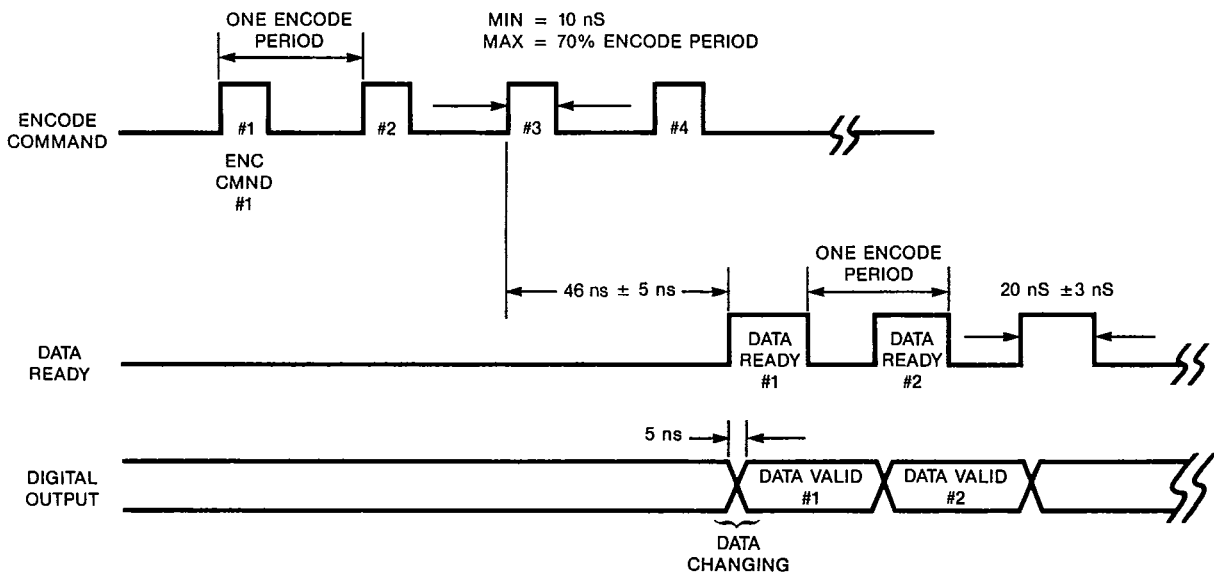 ONE ENCODE
PERIOD
MIN = 10 nS
MAX = 70% ENCODE PERIOD
ENCODE
COMMAND
#1
#2
#3
#4
ENC
CMND
#1
46 ns ± 5 ns
ONE ENCODE
PERIOD
20 nS ±3 nS
DATA
READY
DATA
READY
#1
DATA
READY
#2
5 ns
DIGITAL
OUTPUT
DATA VALID
#1
DATA VALID
#2
DATA
CHANGING